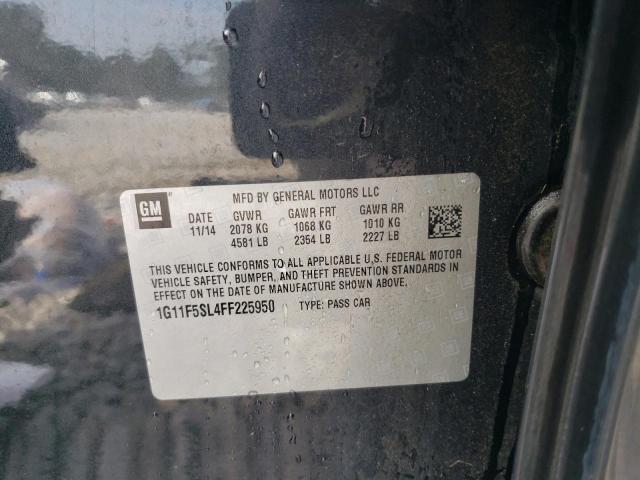 GM
MFD BY GENERAL MOTORS LLC
DATE GVWR GAWR FRT GAWR RR
11/14 2078 KG 1068 KG 1010 KG
4581 LB 2354 LB 2227 LB
THIS VEHICLE CONFORMS TO ALL APPLICABLE U.S. FEDERAL MOTOR
VEHICLE SAFETY, BUMPER, AND THEFT PREVENTION STANDARDS IN
EFFECT ON THE DATE OF MANUFACTURE SHOWN ABOVE.
1G11F5SL4FF225950 TYPE: PASS CAR